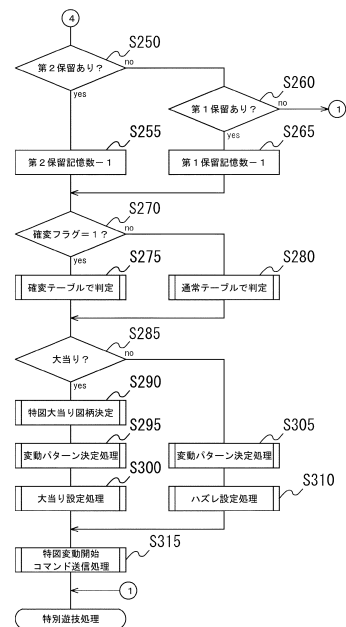 4
S250
第2保留あり?
no
yes
S260
第1保留あり?
no
1
yes
S255
第2保留記憶数－1
S265
第1保留記憶数－1
S270
確変フラグ＝1?
no
yes
S275
確変テーブルで判定
S280
通常テーブルで判定
S285
大当り?
no
yes
S290
特図大当り図柄決定
S295
変動パターン決定処理
S305
変動パターン決定処理
S300
大当り設定処理
S310
ハズレ設定処理
S315
特図変動開始
コマンド送信処理
1
特別遊技処理